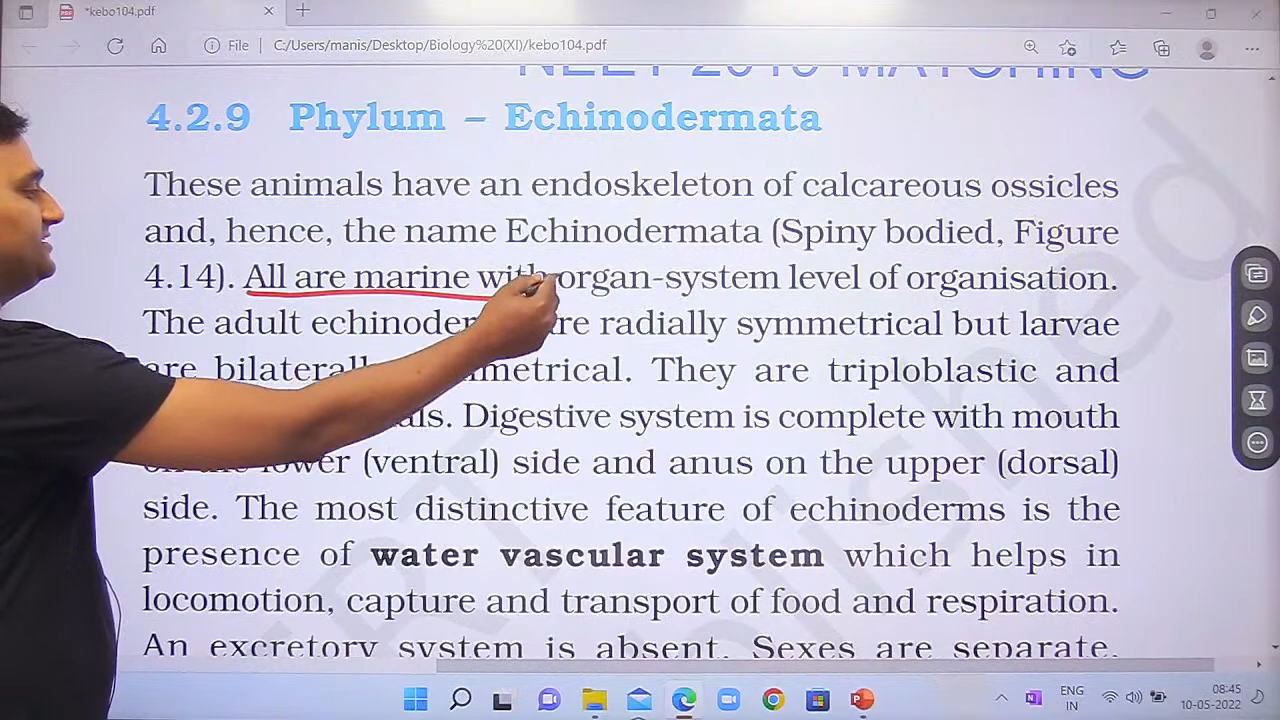 *kebo104.pdf
File | C:/Users/manis/Desktop/Biology%20(XI)/kebo104.pdf
NEET 2018 MATCHING
4.2.9 Phylum – Echinodermata
These animals have an endoskeleton of calcareous ossicles
and, hence, the name Echinodermata (Spiny bodied, Figure
4.14). All are marine with organ-system level of organisation.
The adult radially symmetrical but larvae
are They are triploblastic and
Digestive system is complete with mouth
on the lower (ventral) side and anus on the upper (dorsal)
side. The most distinctive feature of echinoderms is the
presence of water vascular system which helps in
locomotion, capture and transport of food and respiration.
An excretory system is absent. Sexes are separate.
ENG
IN
08:45
10-05-2022